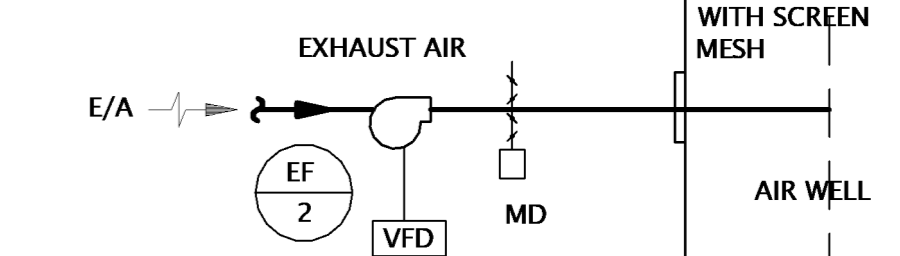 WITH SCREEN
MESH
EXHAUST AIR
E/A
EF
2
VFD
MD
AIR WELL